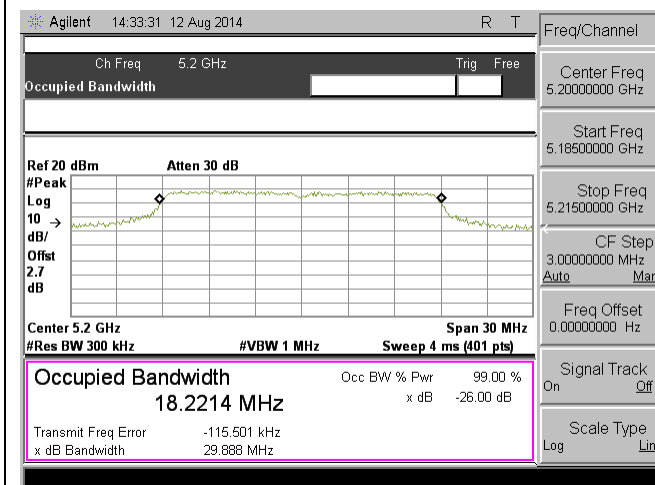 Agilent 14:33:31 12 Aug 2014 R T
Ch Freq 5.2 GHz Trig Free
Occupied Bandwidth
Ref 20 dBm Atten 30 dB
#Peak
Log
10
dB/
Offst
2.7
dB
Center 5.2 GHz Span 30 MHz
#Res BW 300 kHz #VBW 1 MHz Sweep 4 ms (401 pts)
Occupied Bandwidth Occ BW % Pwr 99.00 %
18.2214 MHz x dB -26.00 dB
Transmit Freq Error -115.501 kHz
x dB Bandwidth 29.888 MHz
Freq/Channel
Center Freq
5.20000000 GHz
Start Freq
5.18500000 GHz
Stop Freq
5.21500000 GHz
CF Step
3.00000000 MHz
Auto Man
Freq Offset
0.00000000 Hz
Signal Track
On Off
Scale Type
Log Lin